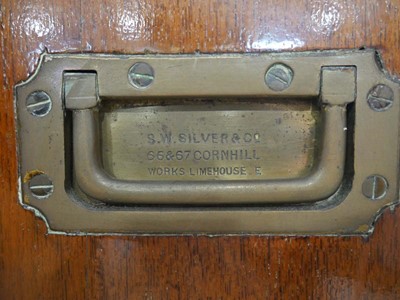 S.W. SILVER & CO
66 & 67 CORNHILL
WORKS LIMEHOUSE. E.